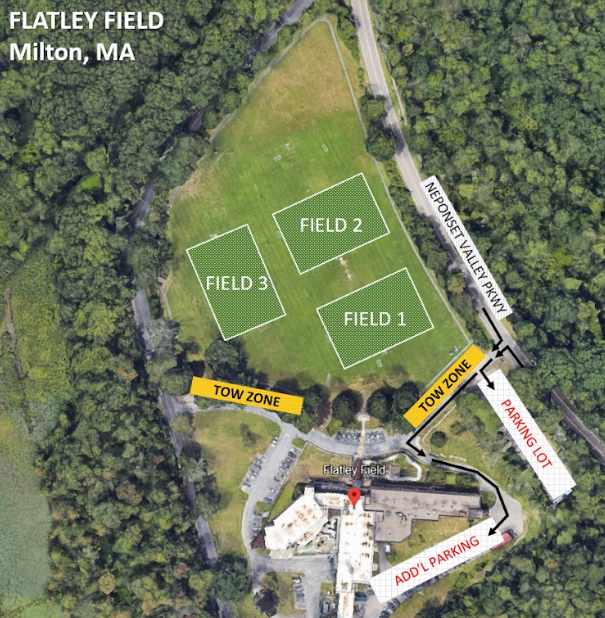 FLATLEY FIELD
Milton, MA
FIELD 2
NEPONSET VALLEY PKWY
FIELD 3
FIELD 1
TOW ZONE
TOW ZONE
PARKING LOT
Flatley Field
ADD'L PARKING